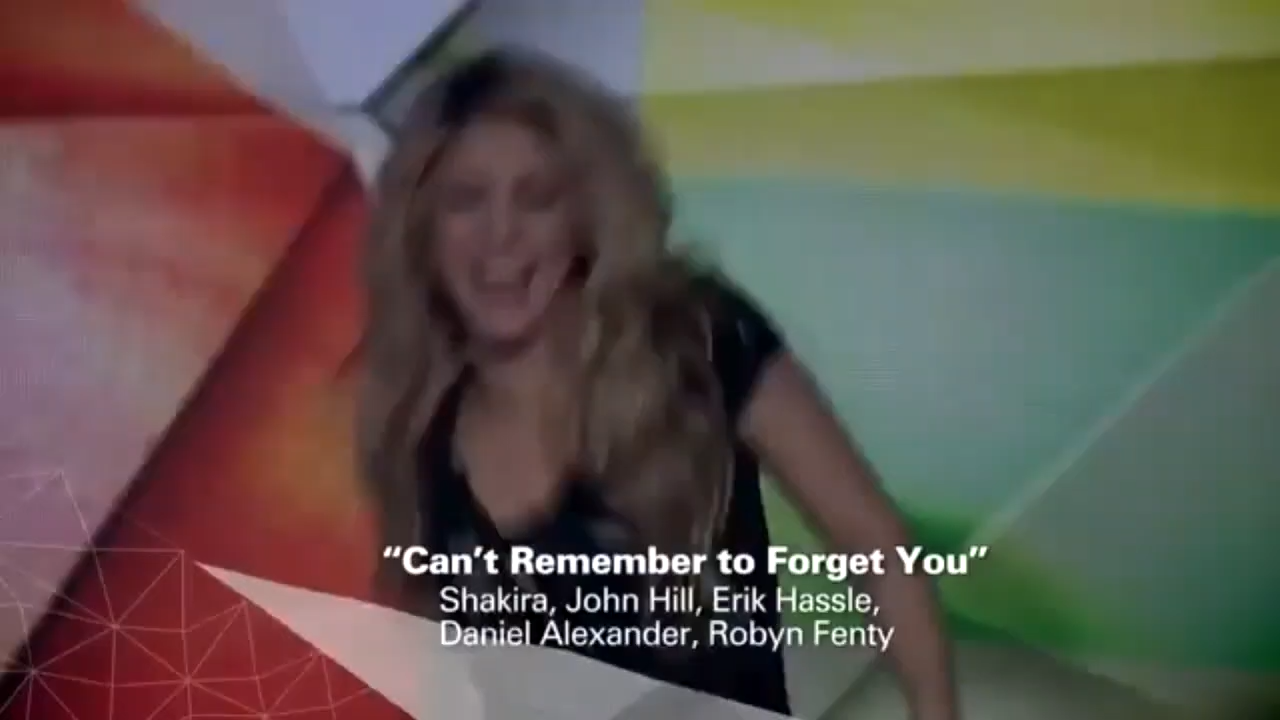 “Can’t Remember to Forget You”
Shakira, John Hill, Erik Hassle,
Daniel Alexander, Robyn Fenty